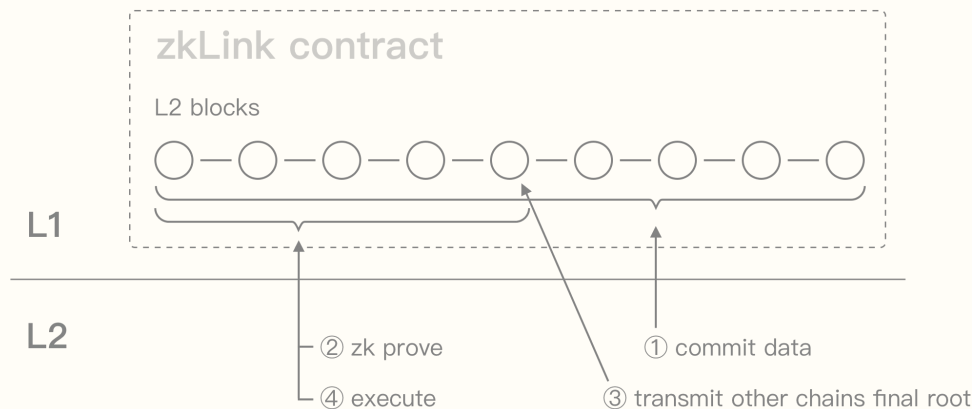 zkLink contract
L2 blocks
L1
L2
② zk prove
① commit data
④ execute
③ transmit other chains final root